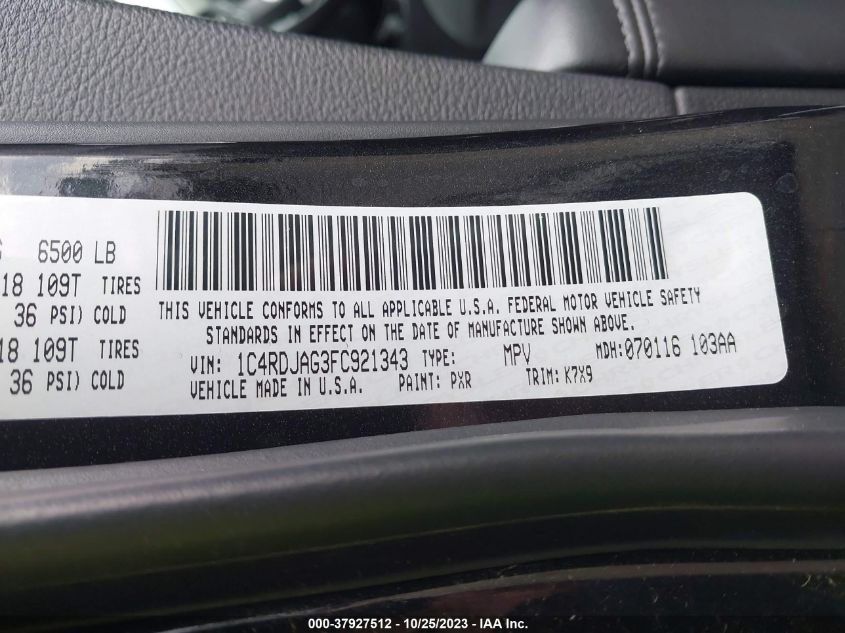 6500 LB
18 109T TIRES
36 PSI) COLD
18 109T TIRES
36 PSI) COLD
THIS VEHICLE CONFORMS TO ALL APPLICABLE U.S.A. FEDERAL MOTOR VEHICLE SAFETY
STANDARDS IN EFFECT ON THE DATE OF MANUFACTURE SHOWN ABOVE.
VIN: 1C4RDJAG3FC921343 TYPE: MPV MDH:070116 103AA
VEHICLE MADE IN U.S.A. PAINT: PXR TRIM: K7X9
000-37927512 - 10/25/2023 - IAA Inc.